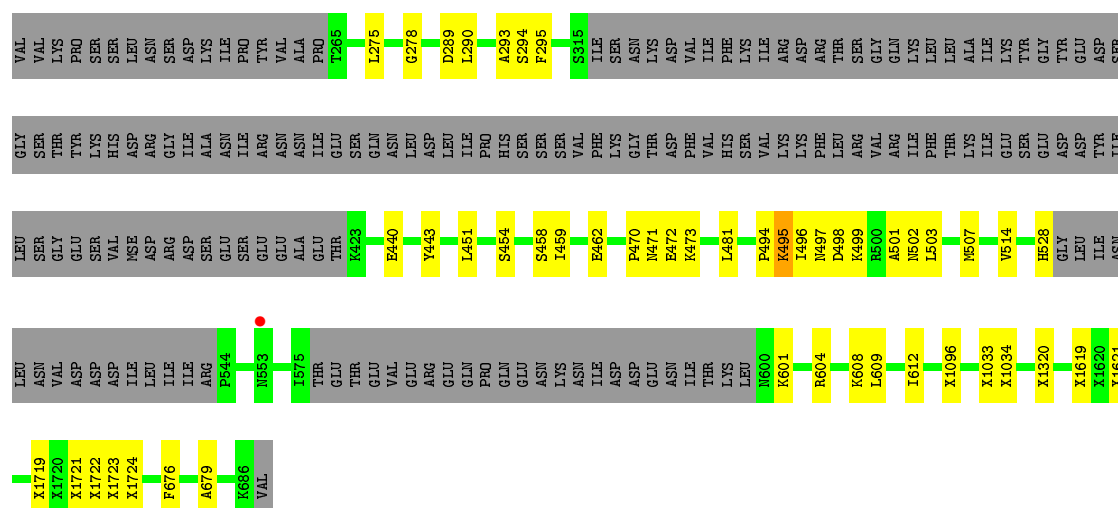 VAL VAL LYS PRO SER SER LEU ASN SER ASP LYS ILE PRO TYR VAL ALA PRO T265 L275 G278 D289 L290 A293 S294 F295 S315 ILE SER ASN LYS ASP VAL ILE PHE LYS ILE ARG ASP ARG THR SER GLY GLN LYS LEU LEU ALA ILE LYS TYR GLY TYR GLU ASP SER
GLY SER THR TYR LYS HIS ASP ARG GLY ILE ALA ASN ILE ARG ASN ASN ILE GLU SER GLN ASN LEU ASP LEU ILE PRO HIS SER SER SER VAL PHE LYS GLY THR ASP PHE VAL HIS SER VAL LYS LYS PHE LEU ARG VAL ARG ILE PHE THR LYS ILE GLU SER GLU ASP ASP TYR ILE
LEU SER GLY GLU SER VAL MSE ASP ARG ASP SER GLU SER GLU GLU ALA GLU THR K423 E440 Y443 L451 S454 S458 I459 E462 P470 N471 E472 K473 L481 P494 K495 I496 N497 D498 K499 R500 A501 N502 L503 M507 V514 H528 GLY LEU ILE ASN
LEU ASN VAL ASP ASP ASP ILE LEU ILE ILE ARG P544 N553 I575 THR GLU THR GLU VAL GLU ARG GLU GLN PRO GLN GLU ASN LYS ASN ILE ASP ASP GLU ASN ILE THR LYS LEU N600 K601 R604 K608 L609 I612 X1096 X1033 X1034 X1320 X1619 X1620 X1621
X1719 X1720 X1721 X1722 X1723 X1724 F676 A679 K686 VAL